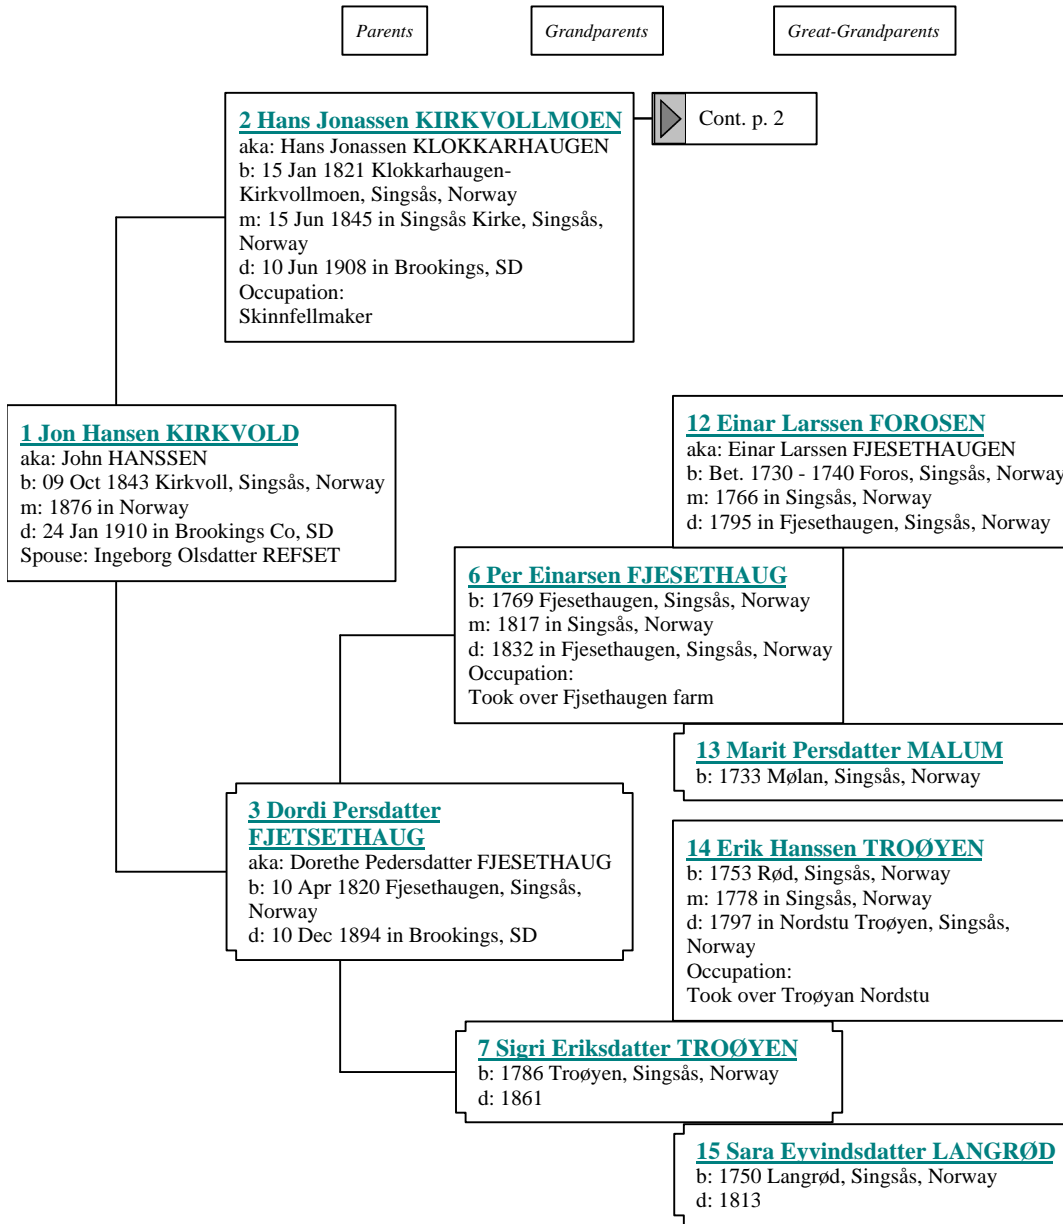 Parents
Grandparents
Great-Grandparents
2 Hans Jonassen KIRKVOLLMOEN
aka: Hans Jonassen KLOKKARHAUGEN
b: 15 Jan 1821 Klokkarhaugen-
Kirkvollmoen, Singsås, Norway
m: 15 Jun 1845 in Singsås Kirke, Singsås,
Norway
d: 10 Jun 1908 in Brookings, SD
Occupation:
Skinnfellmaker
Cont. p. 2
1 Jon Hansen KIRKVOLD
aka: John HANSSEN
b: 09 Oct 1843 Kirkvoll, Singsås, Norway
m: 1876 in Norway
d: 24 Jan 1910 in Brookings Co, SD
Spouse: Ingeborg Olsdatter REFSET
12 Einar Larssen FOROSEN
aka: Einar Larssen FJESETHAUGEN
b: Bet. 1730 - 1740 Foros, Singsås, Norway
m: 1766 in Singsås, Norway
d: 1795 in Fjesethaugen, Singsås, Norway
6 Per Einarsen FJESETHAUG
b: 1769 Fjesethaugen, Singsås, Norway
m: 1817 in Singsås, Norway
d: 1832 in Fjesethaugen, Singsås, Norway
Occupation:
Took over Fjsethaugen farm
13 Marit Persdatter MALUM
b: 1733 Mølan, Singsås, Norway
3 Dordi Persdatter
FJETSETHAUG
aka: Dorethe Pedersdatter FJESETHAUG
b: 10 Apr 1820 Fjesethaugen, Singsås,
Norway
d: 10 Dec 1894 in Brookings, SD
14 Erik Hanssen TROØYEN
b: 1753 Rød, Singsås, Norway
m: 1778 in Singsås, Norway
d: 1797 in Nordstu Troøyen, Singsås,
Norway
Occupation:
Took over Troøyan Nordstu
7 Sigri Eriksdatter TROØYEN
b: 1786 Troøyen, Singsås, Norway
d: 1861
15 Sara Eyvindsdatter LANGRØD
b: 1750 Langrød, Singsås, Norway
d: 1813